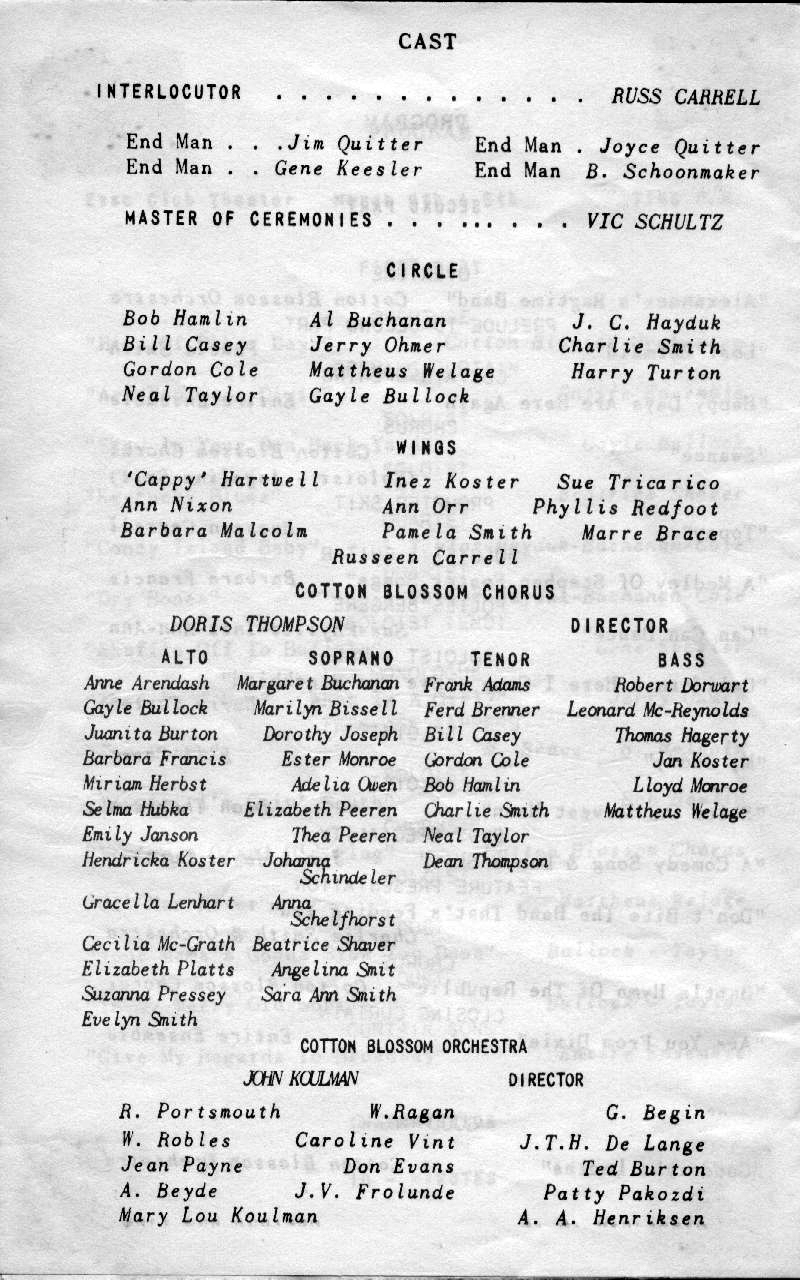 CAST
INTERLOCUTOR . . . . . . . . . . . . . RUSS CARRELL
End Man . . .Jim Quitter End Man . Joyce Quitter
End Man . . Gene Keesler End Man B. Schoonmaker
MASTER OF CEREMONIES . . . . ... . . . . VIC SCHULTZ
CIRCLE
Bob Hamlin Al Buchanan J. C. Hayduk
Bill Casey Jerry Ohmer Charlie Smith
Gordon Cole Mattheus Welage Harry Turton
Neal Taylor Gayle Bullock
WINGS
'Cappy' Hartwell Inez Koster Sue Tricarico
Ann Nixon Ann Orr Phyllis Redfoot
Barbara Malcolm Pamela Smith Marre Brace
Russeen Carrell
COTTON BLOSSOM CHORUS
DORIS THOMPSON DIRECTOR
ALTO SOPRANO TENOR BASS
Anne Arendash Margaret Buchanan Frank Adams Robert Dorwart
Gayle Bullock Marilyn Bissell Ferd Brenner Leonard Mc-Reynolds
Juanita Burton Dorothy Joseph Bill Casey Thomas Hagerty
Barbara Francis Ester Monroe Gordon Cole Jan Koster
Miriam Herbst Adelia Owen Bob Hamlin Lloyd Monroe
Selma Hubka Elizabeth Peeren Charlie Smith Mattheus Welage
Emily Janson Thea Peeren Neal Taylor
Hendricka Koster Johanna Dean Thompson
Schindeler
Gracella Lenhart Anna
Schelfhorst
Cecilia Mc-Grath Beatrice Shaver
Elizabeth Platts Angelina Smit
Suzanna Pressey Sara Ann Smith
Evelyn Smith
COTTON BLOSSOM ORCHESTRA
JOHN KOULMAN DIRECTOR
R. Portsmouth W.Ragan G. Begin
W. Robles Caroline Vint J.T.H. De Lange
Jean Payne Don Evans Ted Burton
A. Beyde J.V. Frolunde Patty Pakozdi
Mary Lou Koulman A. A. Henriksen